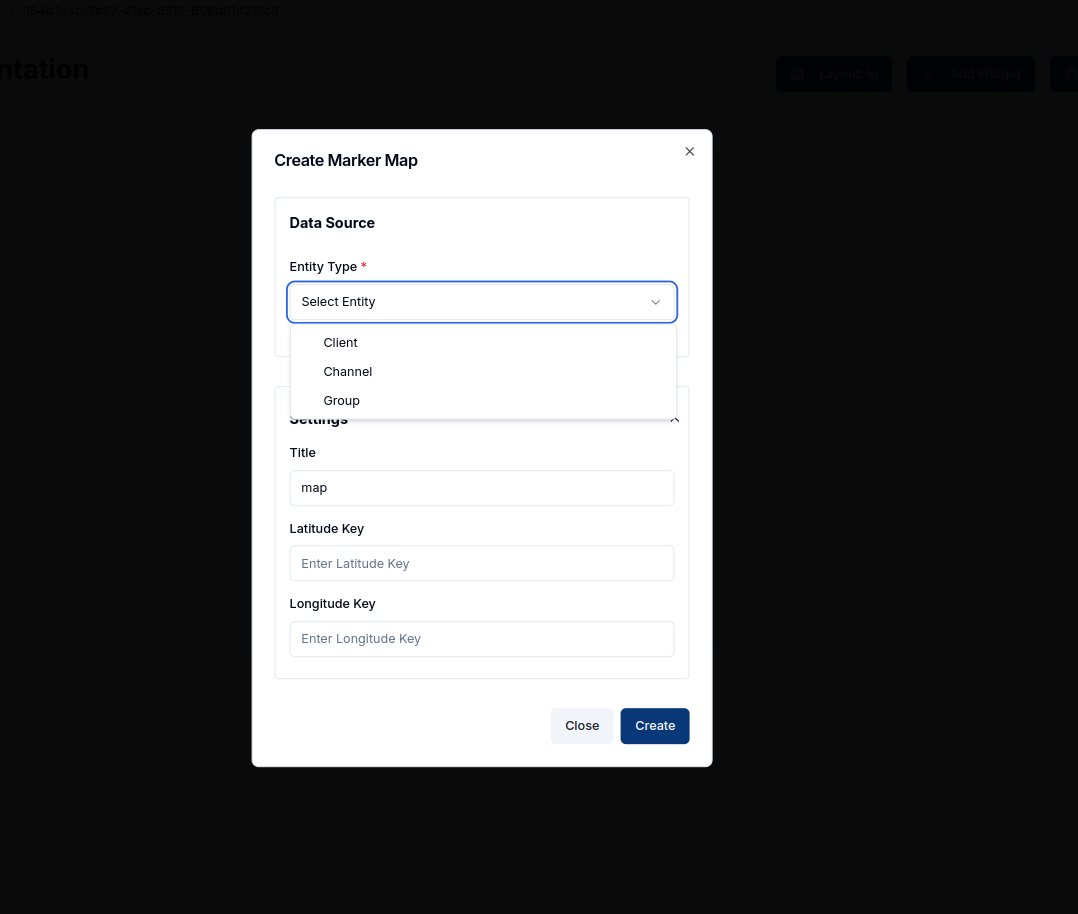 ntation
Layout: lg
Add Widget
Create Marker Map
Data Source
Entity Type *
Select Entity
Client
Channel
Group
Settings
Title
map
Latitude Key
Enter Latitude Key
Longitude Key
Enter Longitude Key
Close
Create